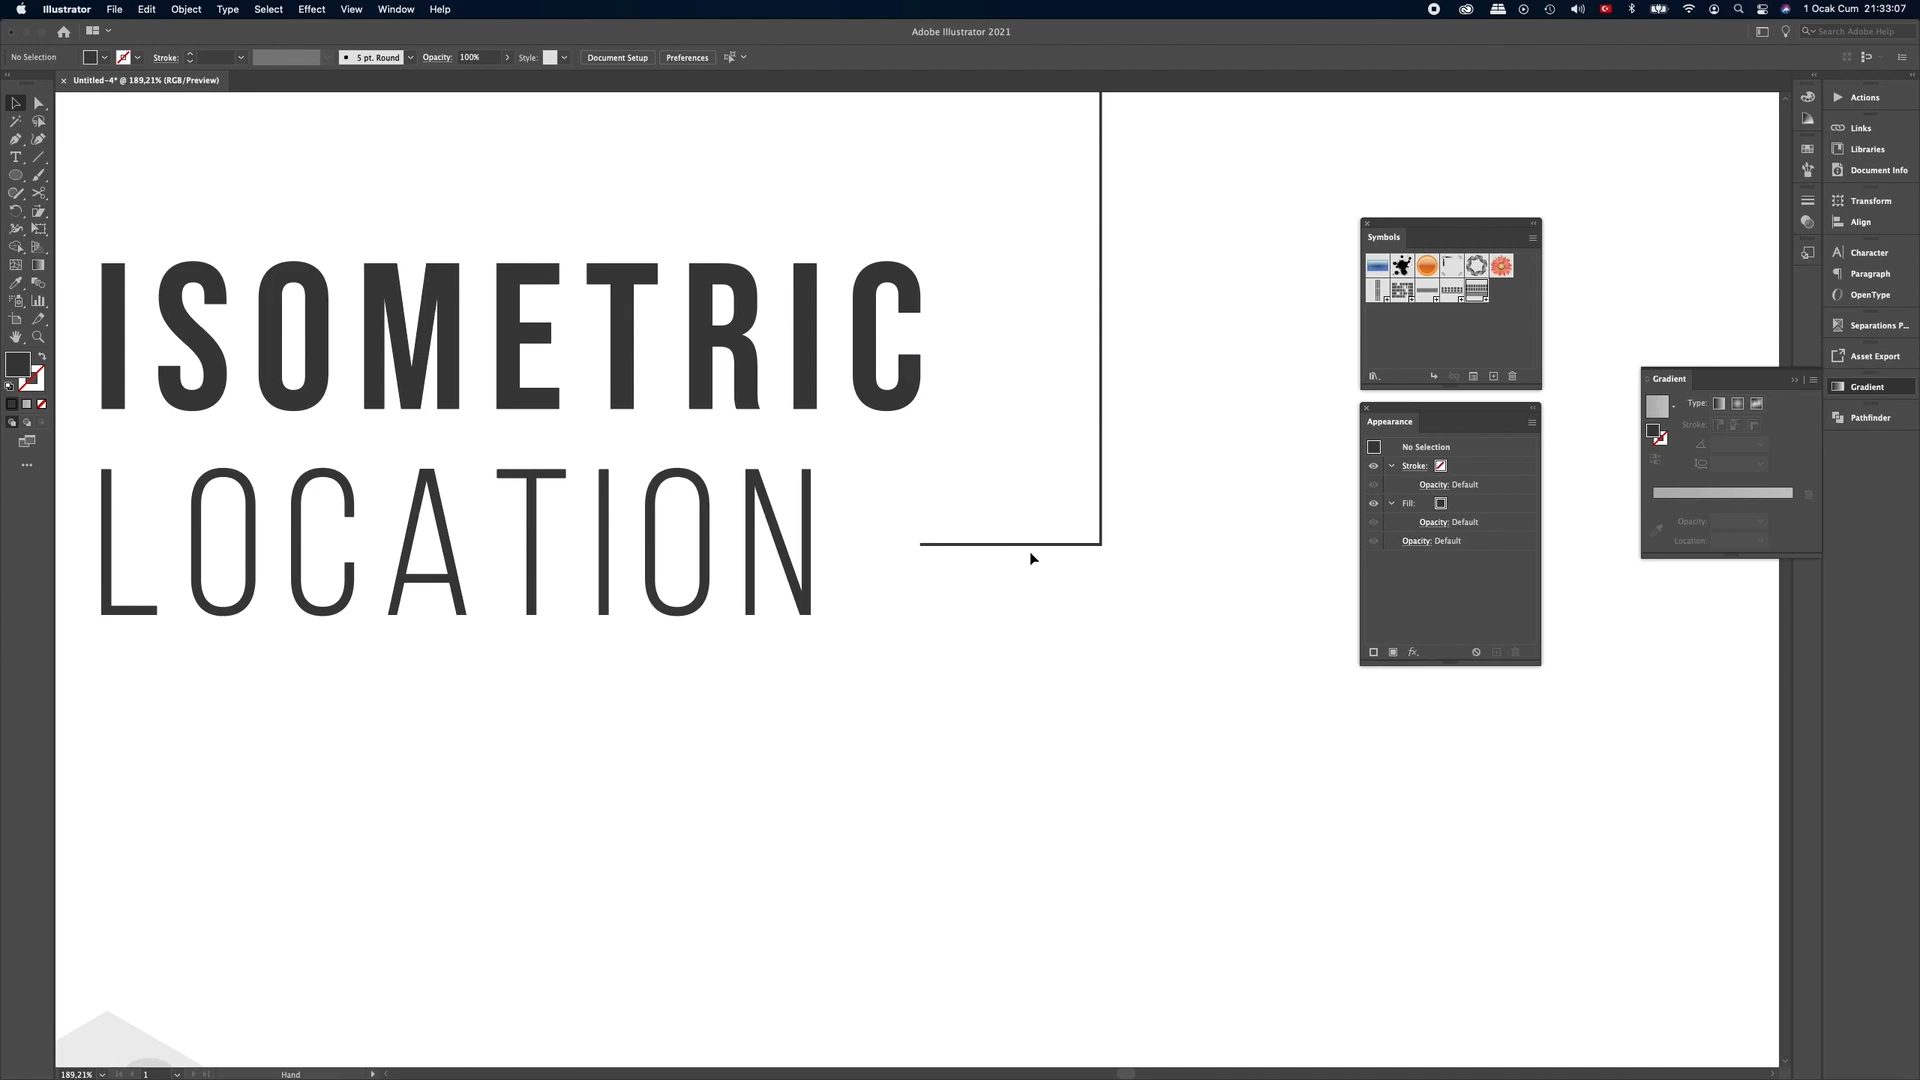 Illustrator File Edit Object Type Select Effect View Window Help
1 Ocak Cum 21:33:07
Adobe Illustrator 2021
Search Adobe Help
No Selection
Stroke:
5 pt. Round
Opacity: 100%
Style:
Document Setup
Preferences
Untitled-4* @ 189,21% (RGB/Preview)
ISOMETRIC
LOCATION
Symbols
Appearance
No Selection
Stroke:
Opacity: Default
Fill:
Opacity: Default
Opacity: Default
Gradient
Type:
Stroke:
Opacity:
Location:
Actions
Links
Libraries
Document Info
Transform
Align
Character
Paragraph
OpenType
Separations P...
Asset Export
Gradient
Pathfinder
189,21%
1
Hand